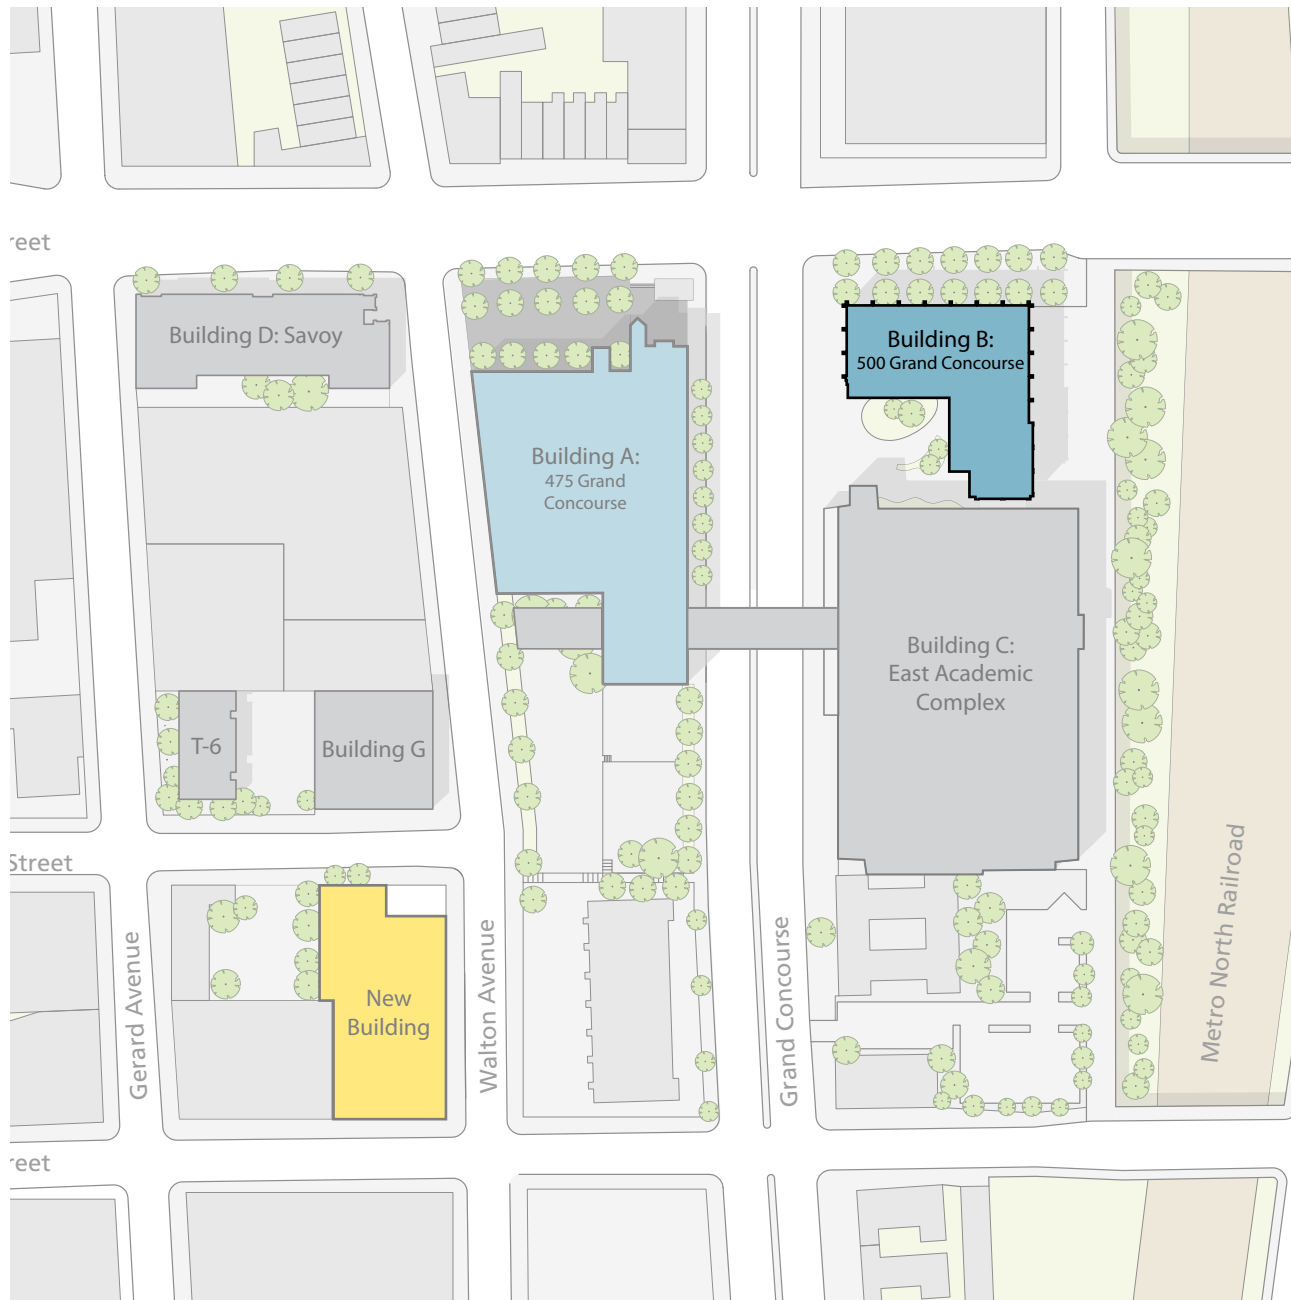 reet
Building D: Savoy
Building B:
500 Grand Concourse
Building A:
475 Grand
Concourse
Building C:
East Academic
Complex
T-6
Building G
Street
Gerard Avenue
Walton Avenue
Grand Concourse
Metro North Railroad
New
Building
reet